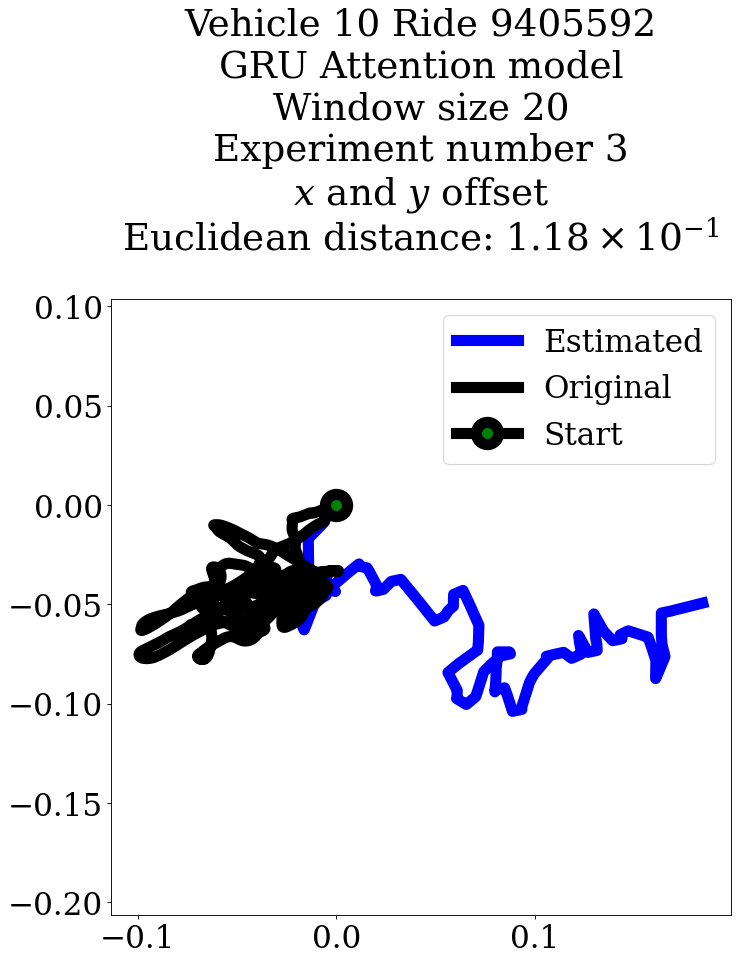 Vehicle 10 Ride 9405592
GRU Attention model
Window size 20
Experiment number 3
x and y offset
Euclidean distance: 1.18 × 10⁻¹
0.10
0.05
0.00
−0.05
−0.10
−0.15
−0.20
−0.1
0.0
0.1
Estimated
Original
Start